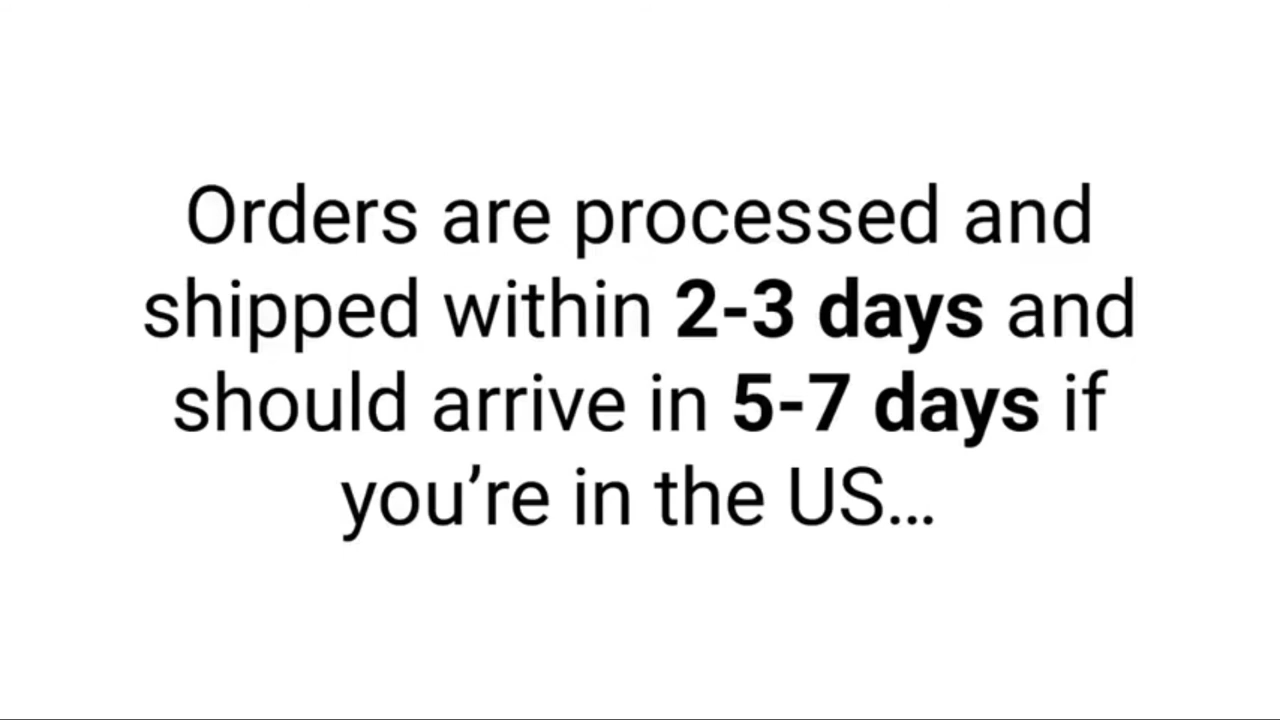 Orders are processed and
shipped within 2-3 days and
should arrive in 5-7 days if
you’re in the US...